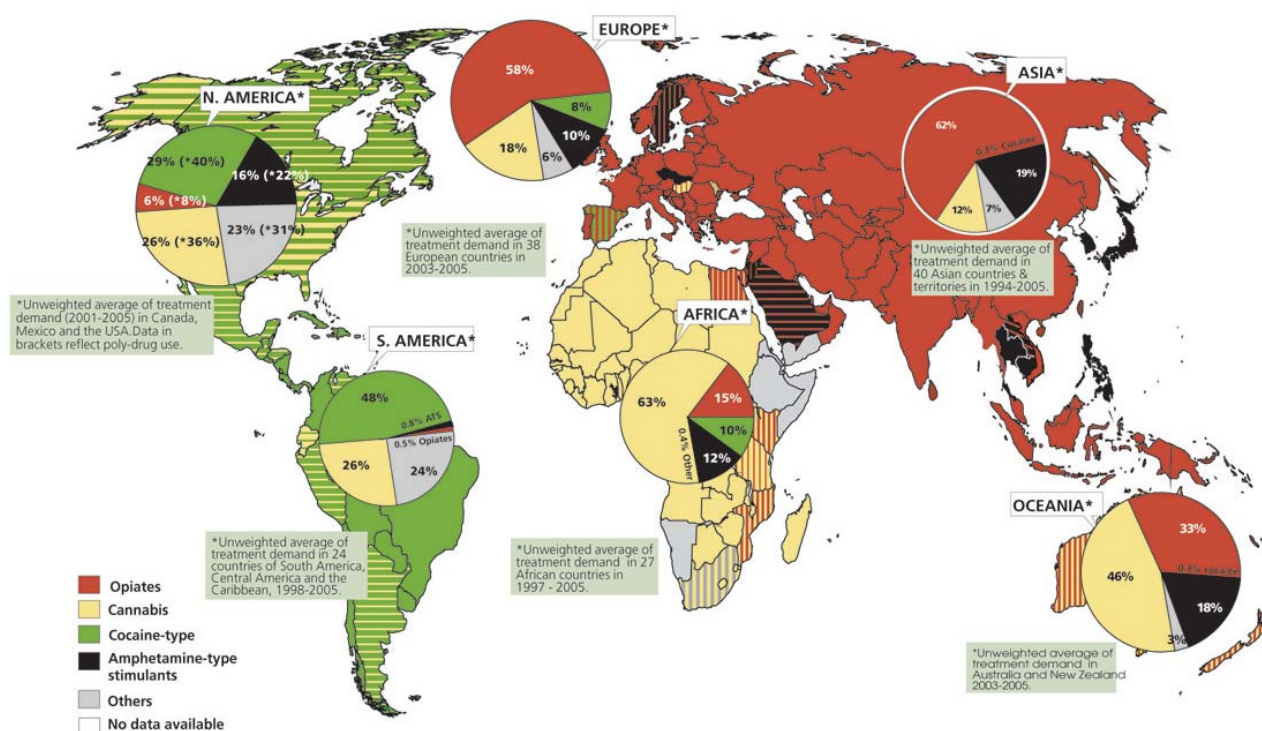 EUROPE*
58%
8%
10%
6%
18%
ASIA*
62%
0.3% Cocaine
19%
7%
12%
N. AMERICA*
29% (*40%)
16% (*22%)
6% (*8%)
26% (*36%)
23% (*31%)
*Unweighted average of
treatment demand in 38
European countries in
2003-2005.
*Unweighted average of
treatment demand in
40 Asian countries &
territories in 1994-2005.
*Unweighted average of treatment
demand (2001-2005) in Canada,
Mexico and the USA.Data in
brackets reflect poly-drug use.
AFRICA*
63%
15%
10%
12%
0.4% Other
S. AMERICA*
48%
0.8% ATS
0.5% Opiates
26%
24%
OCEANIA*
33%
46%
18%
3%
*Unweighted average of
treatment demand in 24
countries of South America,
Central America and the
Caribbean, 1998-2005.
*Unweighted average of
treatment demand in 27
African countries in
1997 - 2005.
*Unweighted average of
treatment demand in
Australia and New Zealand
2003-2005.
Opiates
Cannabis
Cocaine-type
Amphetamine-type
stimulants
Others
No data available